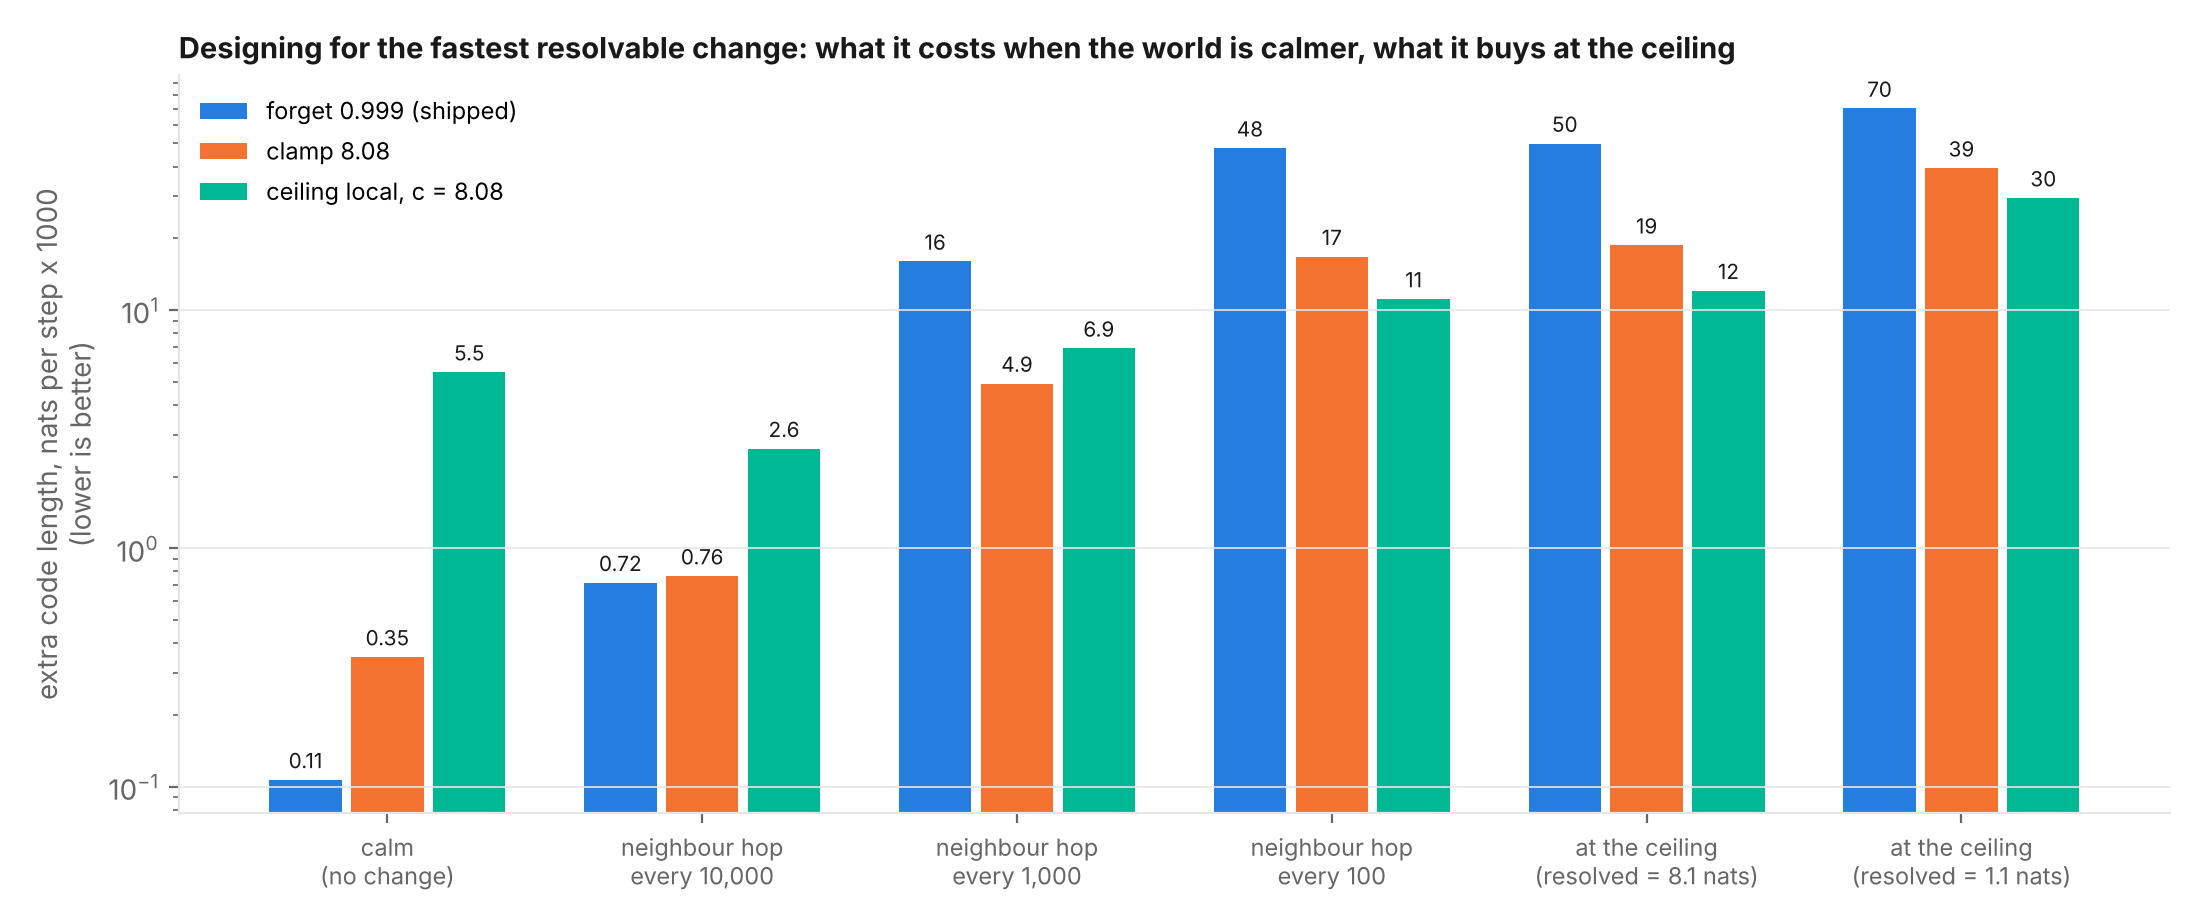 Designing for the fastest resolvable change: what it costs when the world is calmer, what it buys at the ceiling
forget 0.999 (shipped)
clamp 8.08
ceiling local, c = 8.08
extra code length, nats per step x 1000
(lower is better)
10¹
10⁰
10⁻¹
0.11
0.35
5.5
0.72
0.76
2.6
16
4.9
6.9
48
17
11
50
19
12
70
39
30
calm
(no change)
neighbour hop
every 10,000
neighbour hop
every 1,000
neighbour hop
every 100
at the ceiling
(resolved = 8.1 nats)
at the ceiling
(resolved = 1.1 nats)